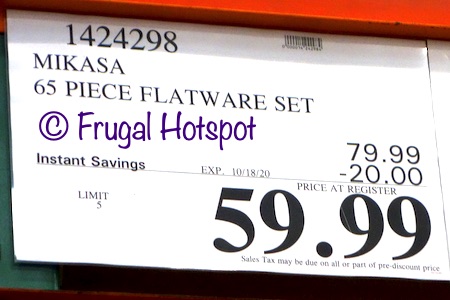 1424298
MIKASA
65 PIECE FLATWARE SET
© Frugal Hotspot
79.99
Instant Savings EXP. 10/18/20 -20.00
PRICE AT REGISTER
LIMIT
5
59.99
Sales Tax may be due on all or part of pre-discount price